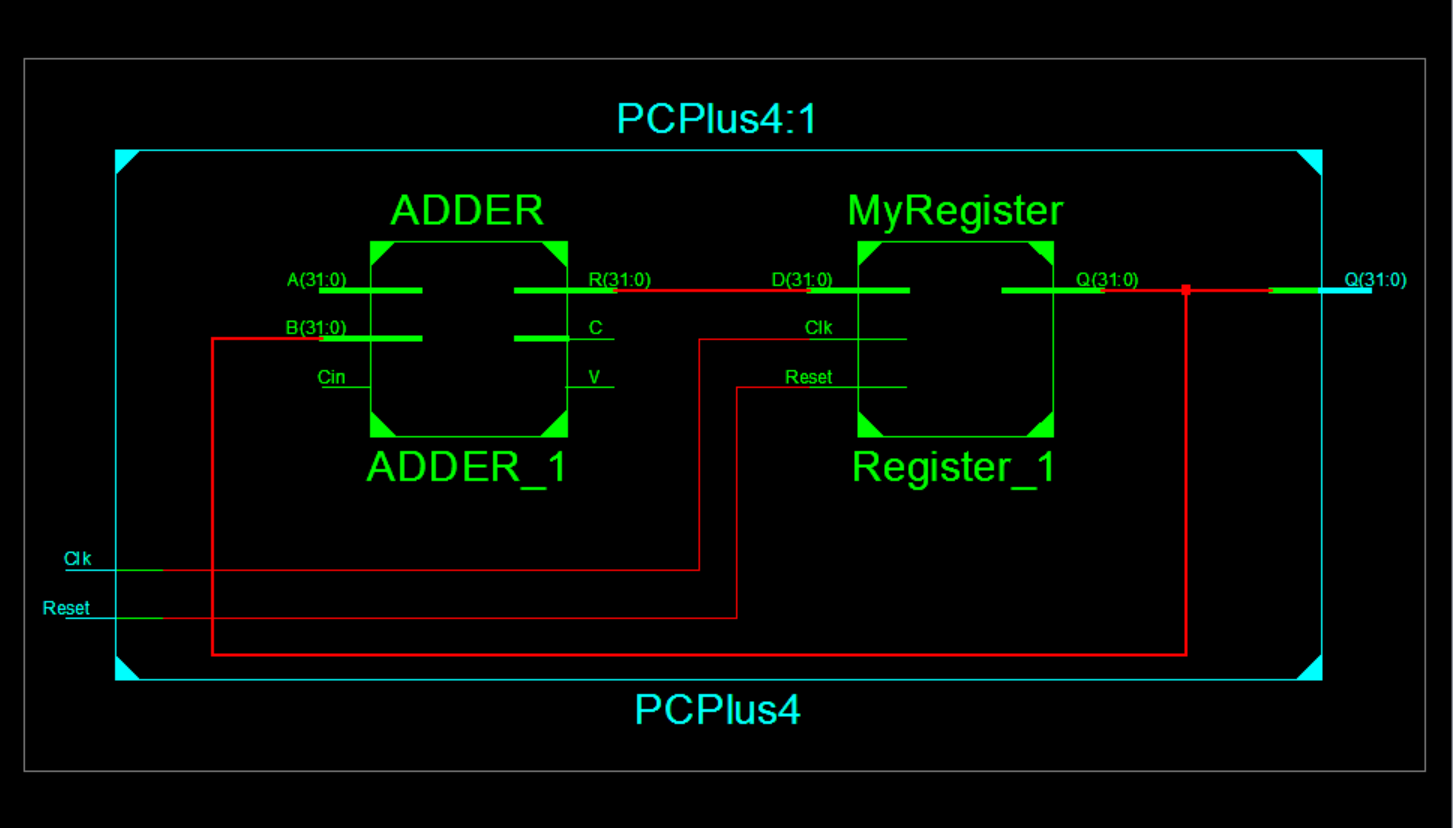 PCPlus4:1
ADDER
MyRegister
A(31:0)
R(31:0)
D(31:0)
Q(31:0)
Q(31:0)
B(31:0)
C
Clk
Cin
V
Reset
ADDER_1
Register_1
Clk
Reset
PCPlus4